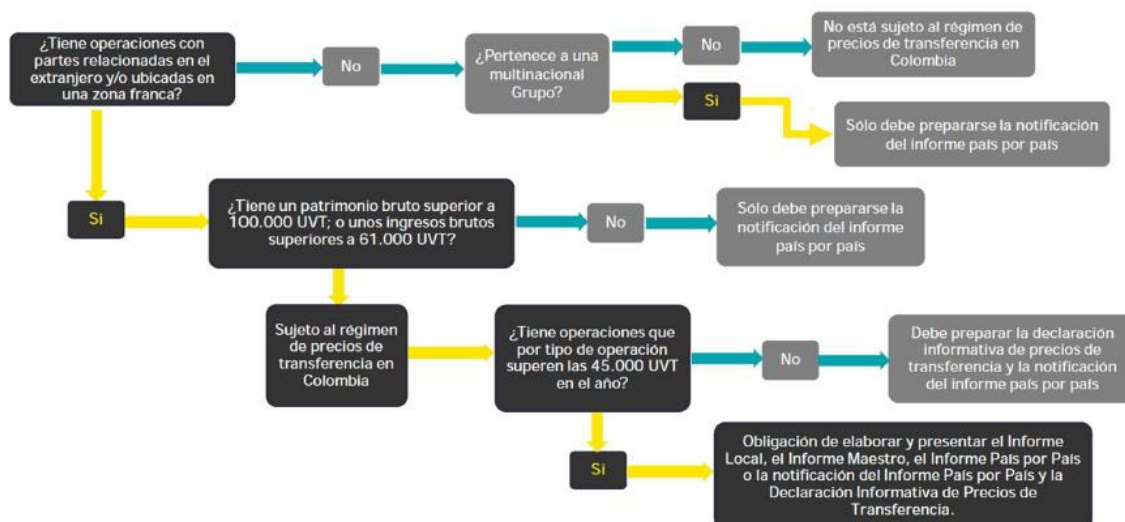 ¿Tiene operaciones con
partes relacionadas en el
extranjero y/o ubicadas en
una zona franca?
No
¿Pertenece a una
multinacional
Grupo?
No
No está sujeto al régimen de
precios de transferencia en
Colombia
Si
Sólo debe prepararse la notificación
del informe país por país
Si
¿Tiene un patrimonio bruto superior a
100.000 UVT; o unos ingresos brutos
superiores a 61.000 UVT?
No
Sólo debe prepararse la
notificación del informe
país por país
Sujeto al régimen
de precios de
transferencia en
Colombia
¿Tiene operaciones que
por tipo de operación
superen las 45.000 UVT
en el año?
No
Debe preparar la declaración
informativa de precios de
transferencia y la notificación
del informe país por país
Si
Obligación de elaborar y presentar el Informe
Local, el Informe Maestro, el Informe País por País
o la notificación del Informe País por País y la
Declaración Informativa de Precios de
Transferencia.